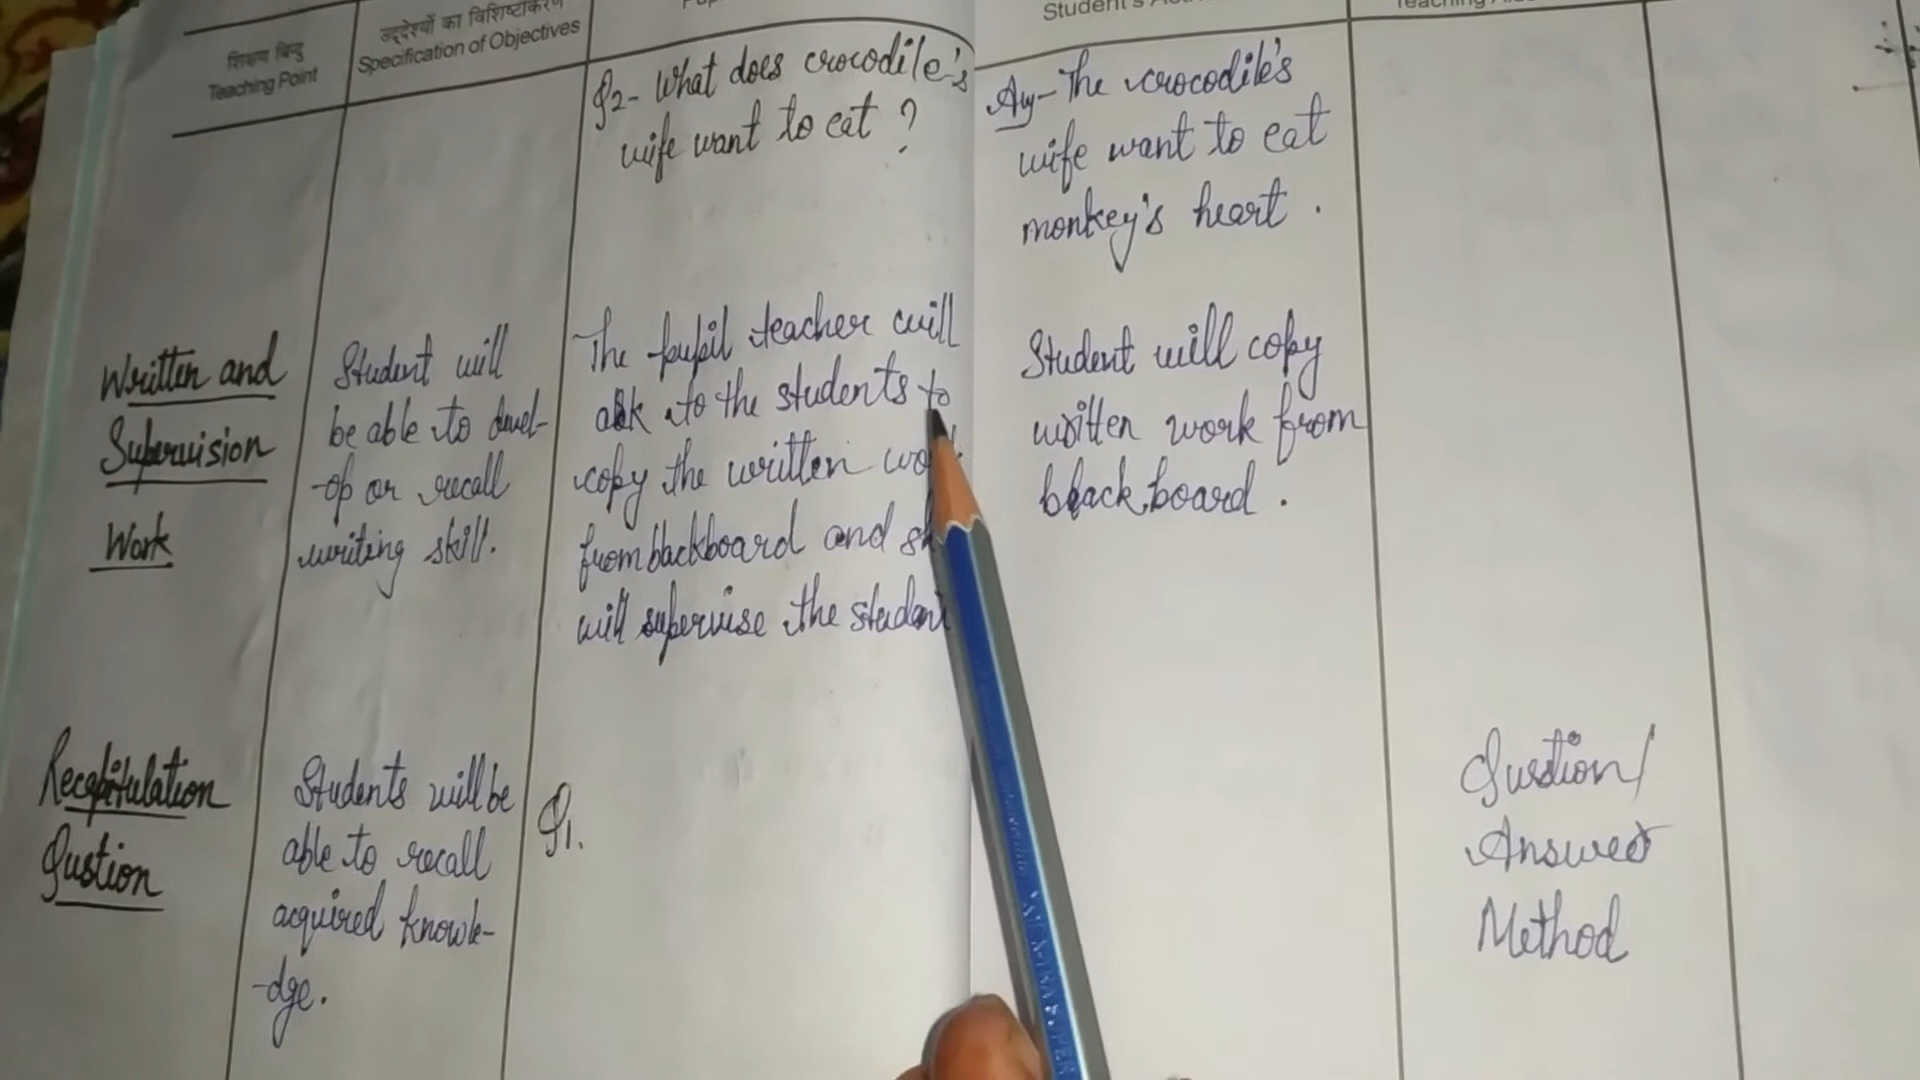 शिक्षण बिन्दु
Teaching Point
उद्देश्यों का विशिष्टीकरण
Specification of Objectives
Student's
Q2- What does crocodile's
wife want to eat ?
Ans- The crocodile's
wife want to eat
monkey's heart .
Written and
Supervision
Work
Student will
be able to devel-
-op or recall
writing skill.
The pupil teacher will
ask to the students to
copy the written
from blackboard and
will supervise the student
Student will copy
written work from
black board .
Recapitulation
Qustion
Students will be
able to recall
acquired knowle-
-dge.
Q1.
Qustion/
Answer
Method